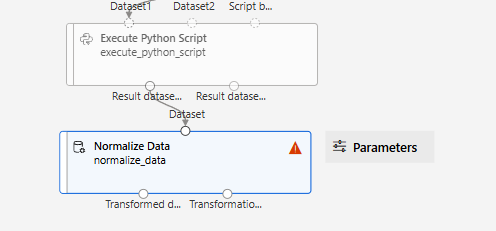 Dataset1 Dataset2 Script b...
Execute Python Script
execute_python_script
Result datase... Result datase...
Dataset
Normalize Data
normalize_data
Parameters
Transformed d... Transformatio...